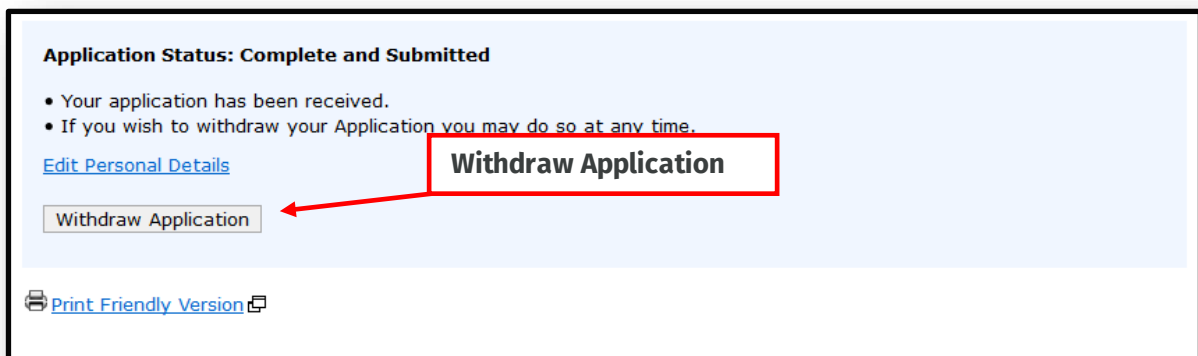 Application Status: Complete and Submitted
• Your application has been received.
• If you wish to withdraw your Application you may do so at any time.
Edit Personal Details
Withdraw Application
Withdraw Application
Print Friendly Version